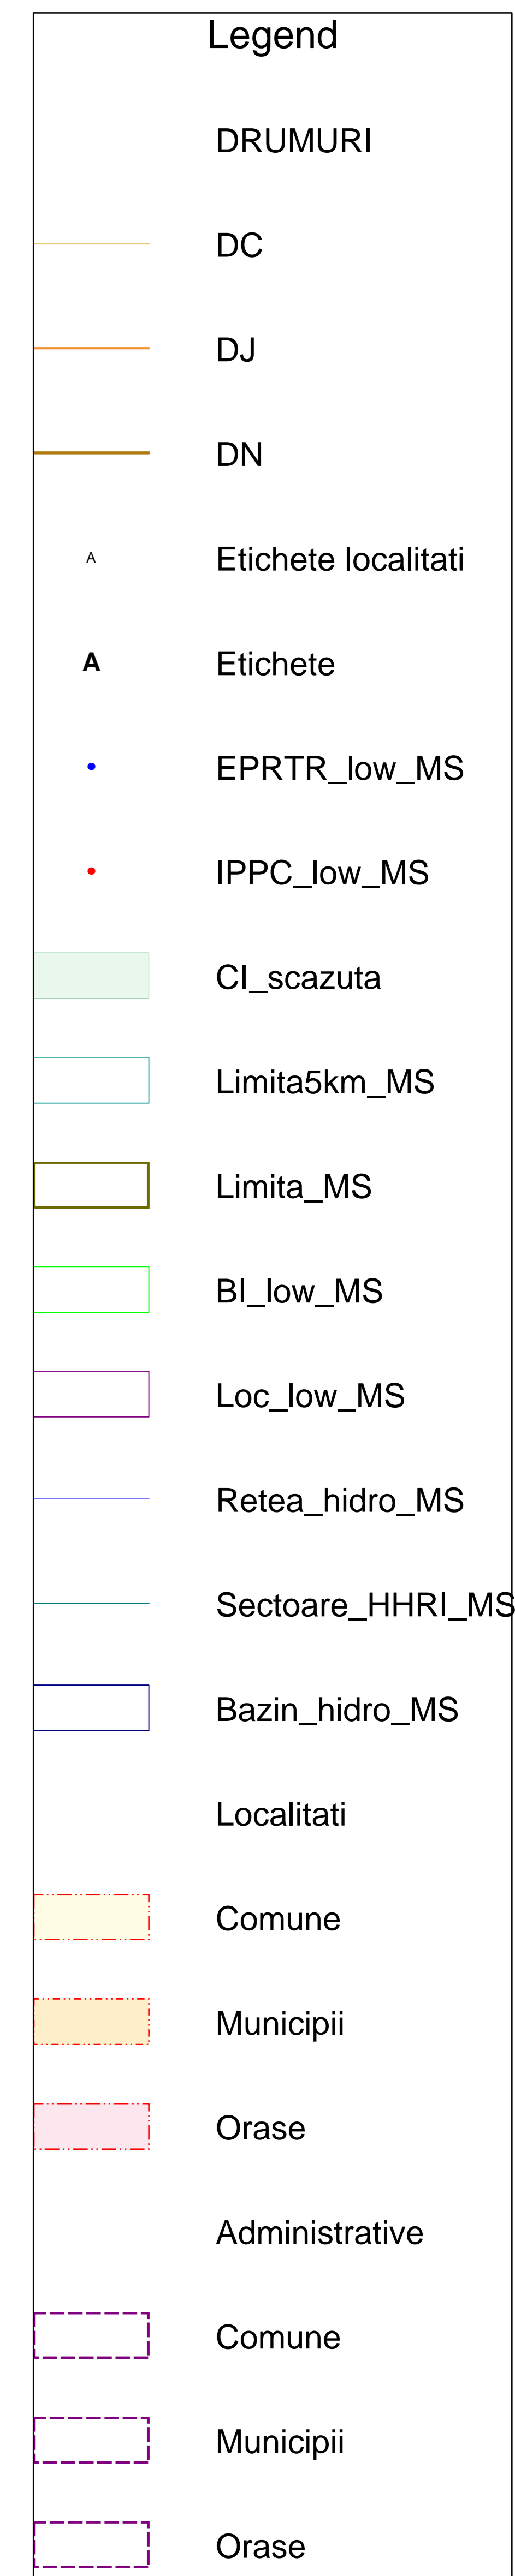 Legend
DRUMURI
DC
DJ
DN
A Etichete localitati
A Etichete
EPRTR_low_MS
IPPC_low_MS
CI_scazuta
Limita5km_MS
Limita_MS
BI_low_MS
Loc_low_MS
Retea_hidro_MS
Sectoare_HHRI_MS
Bazin_hidro_MS
Localitati
Comune
Municipii
Orase
Administrative
Comune
Municipii
Orase